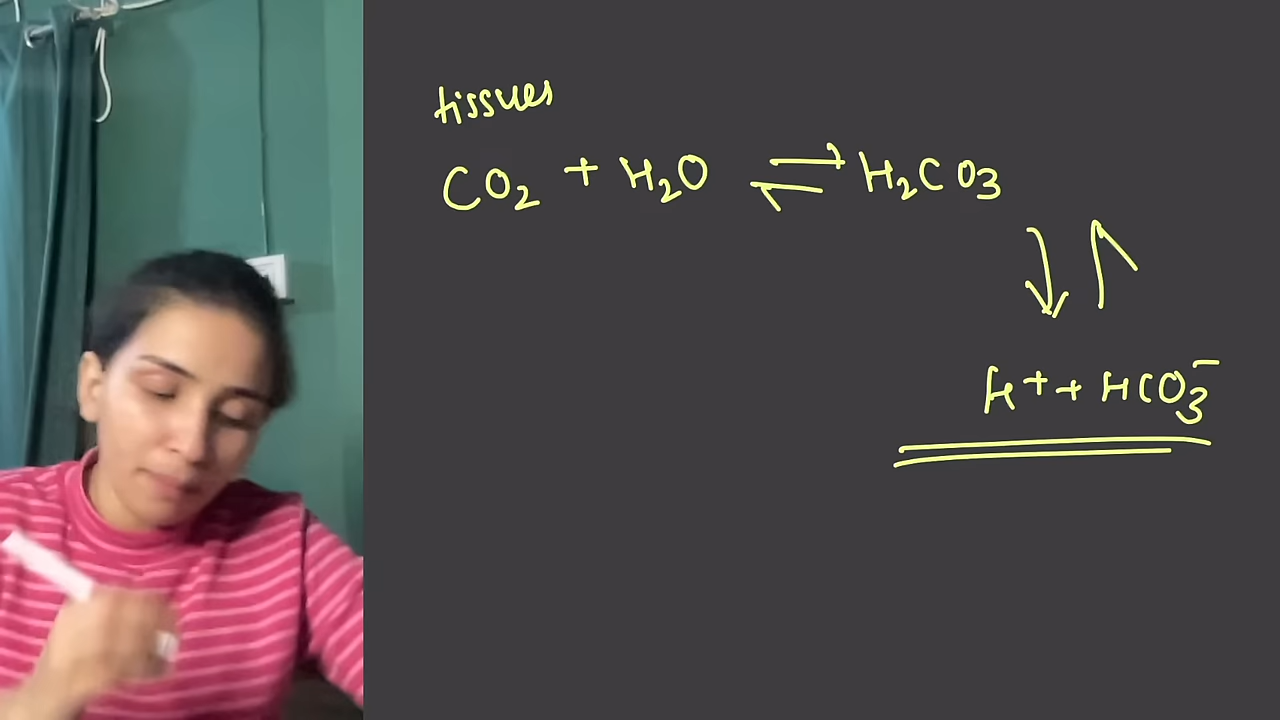 tissues
CO₂ + H₂O ⇌ H₂CO₃
↓↑
H⁺ + HCO₃⁻